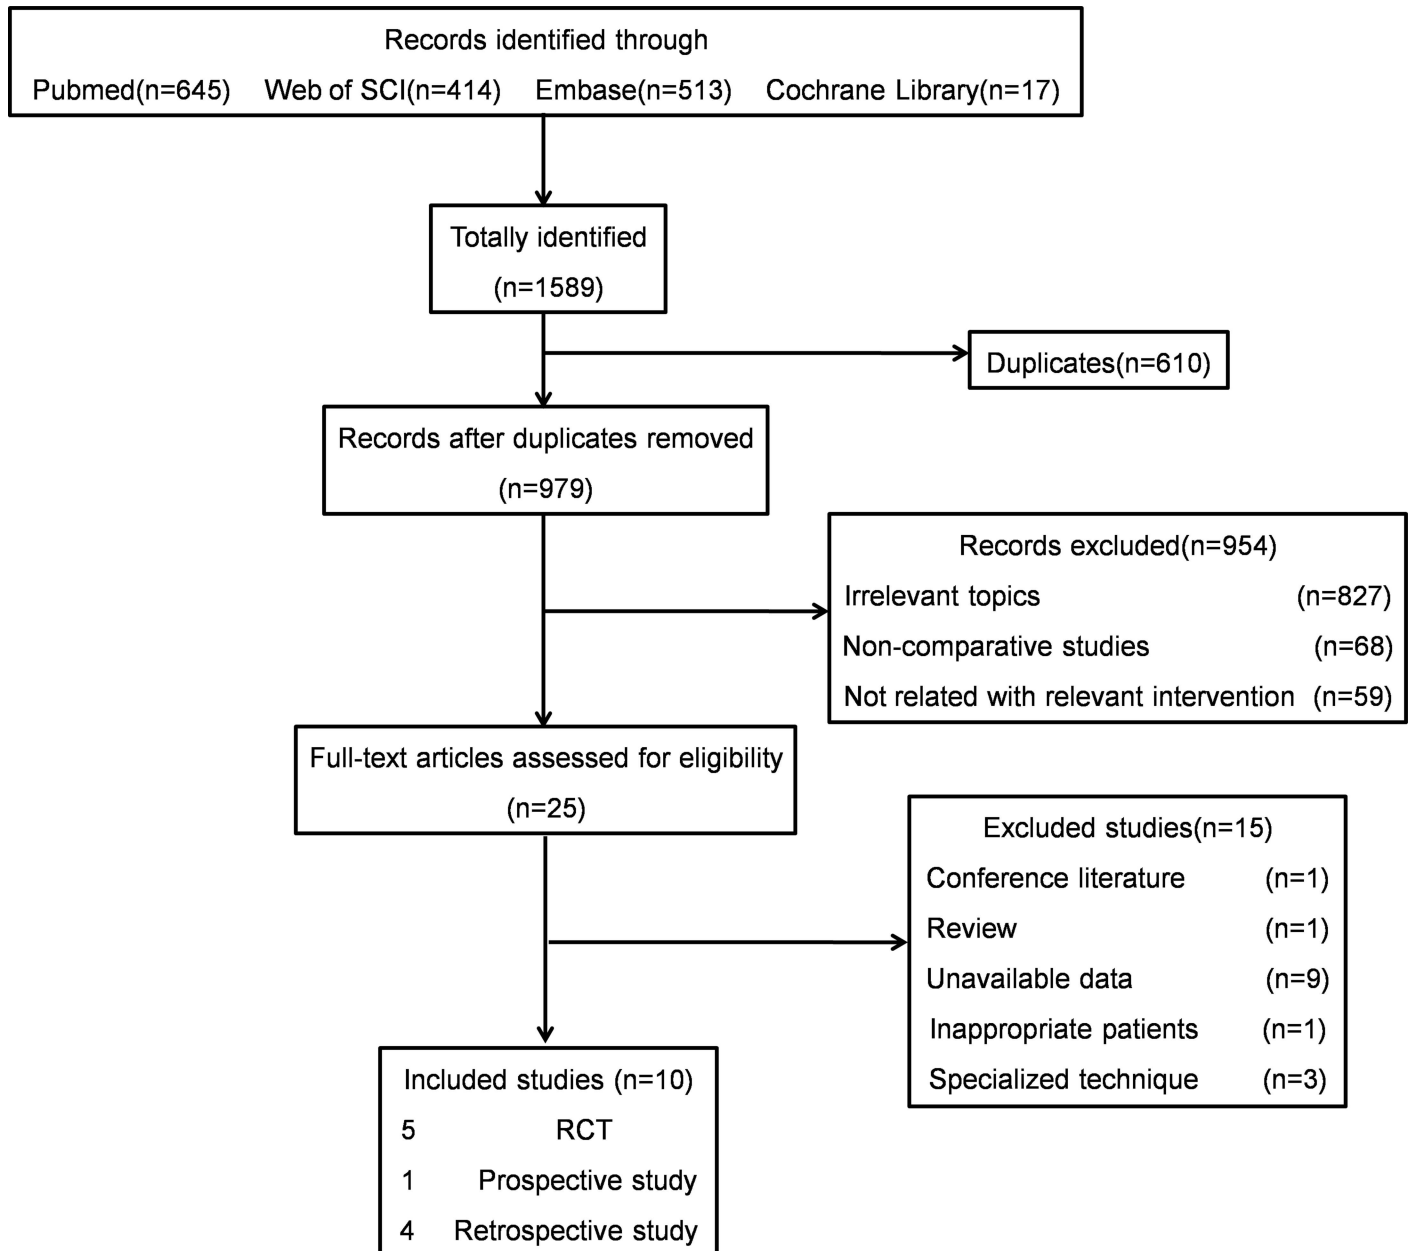 Records identified through
Pubmed(n=645) Web of SCI(n=414) Embase(n=513) Cochrane Library(n=17)
Totally identified
(n=1589)
Duplicates(n=610)
Records after duplicates removed
(n=979)
Records excluded(n=954)
Irrelevant topics (n=827)
Non-comparative studies (n=68)
Not related with relevant intervention (n=59)
Full-text articles assessed for eligibility
(n=25)
Excluded studies(n=15)
Conference literature (n=1)
Review (n=1)
Unavailable data (n=9)
Inappropriate patients (n=1)
Specialized technique (n=3)
Included studies (n=10)
5 RCT
1 Prospective study
4 Retrospective study